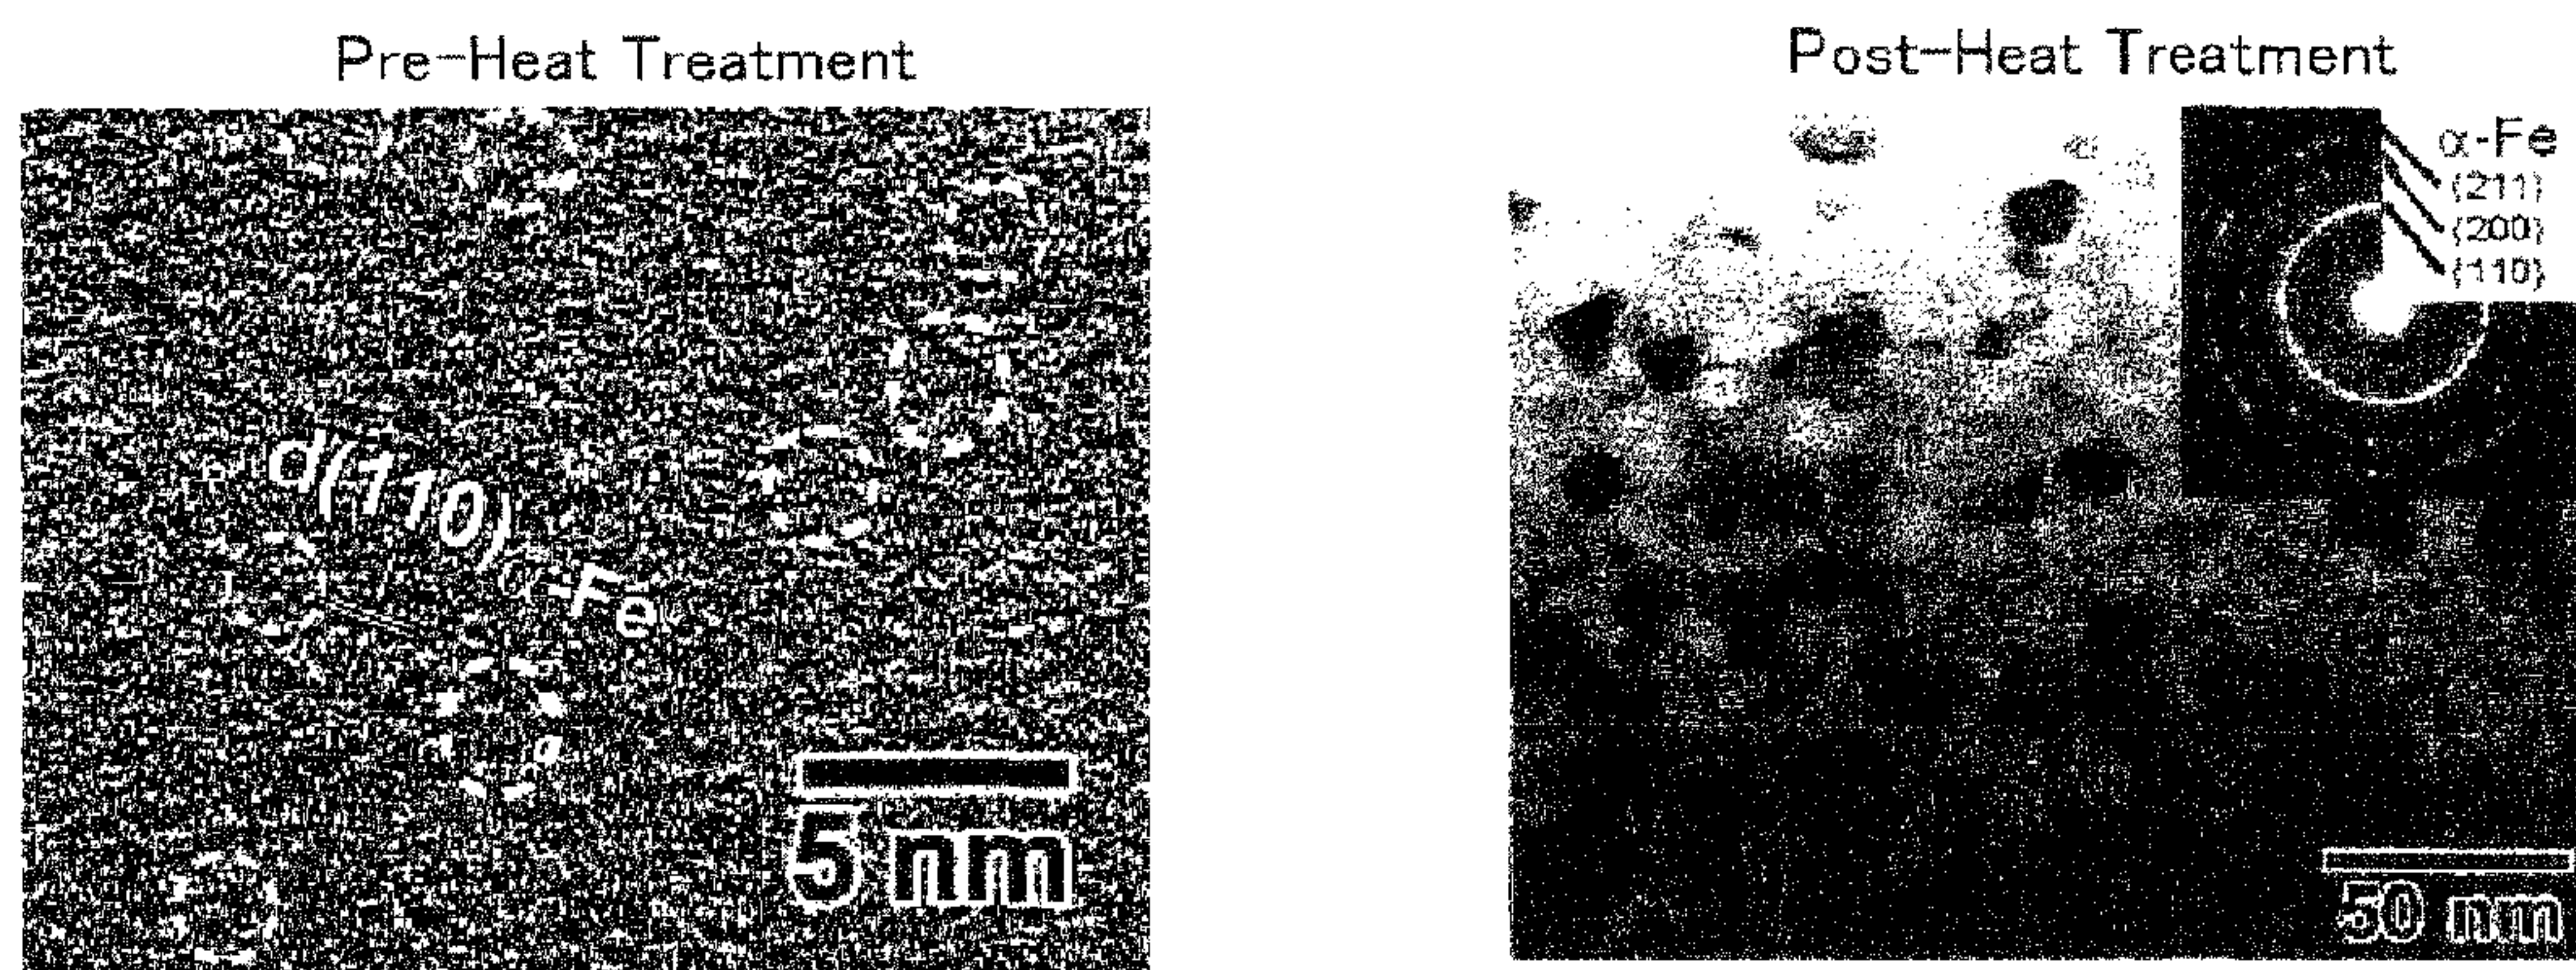 Pre-Heat Treatment
d(110)α-Fe
5 nm
Post-Heat Treatment
α-Fe
{211}
{200}
{110}
50 nm